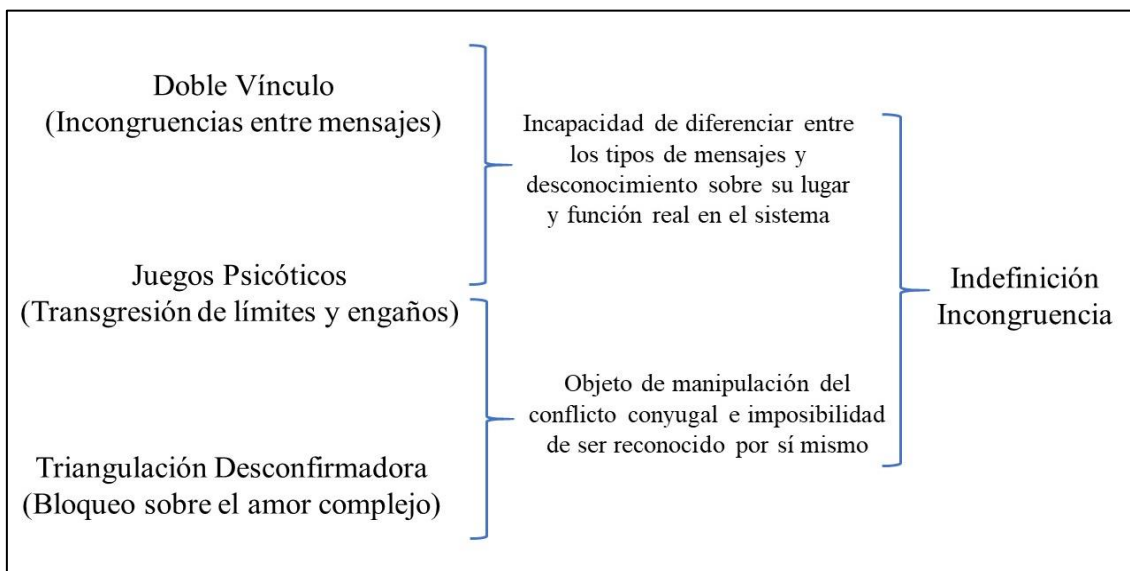 Doble Vínculo
(Incongruencias entre mensajes)
Juegos Psicóticos
(Transgresión de límites y engaños)
Triangulación Desconfirmadora
(Bloqueo sobre el amor complejo)
Incapacidad de diferenciar entre
los tipos de mensajes y
desconocimiento sobre su lugar
y función real en el sistema
Objeto de manipulación del
conflicto conyugal e imposibilidad
de ser reconocido por sí mismo
Indefinición
Incongruencia